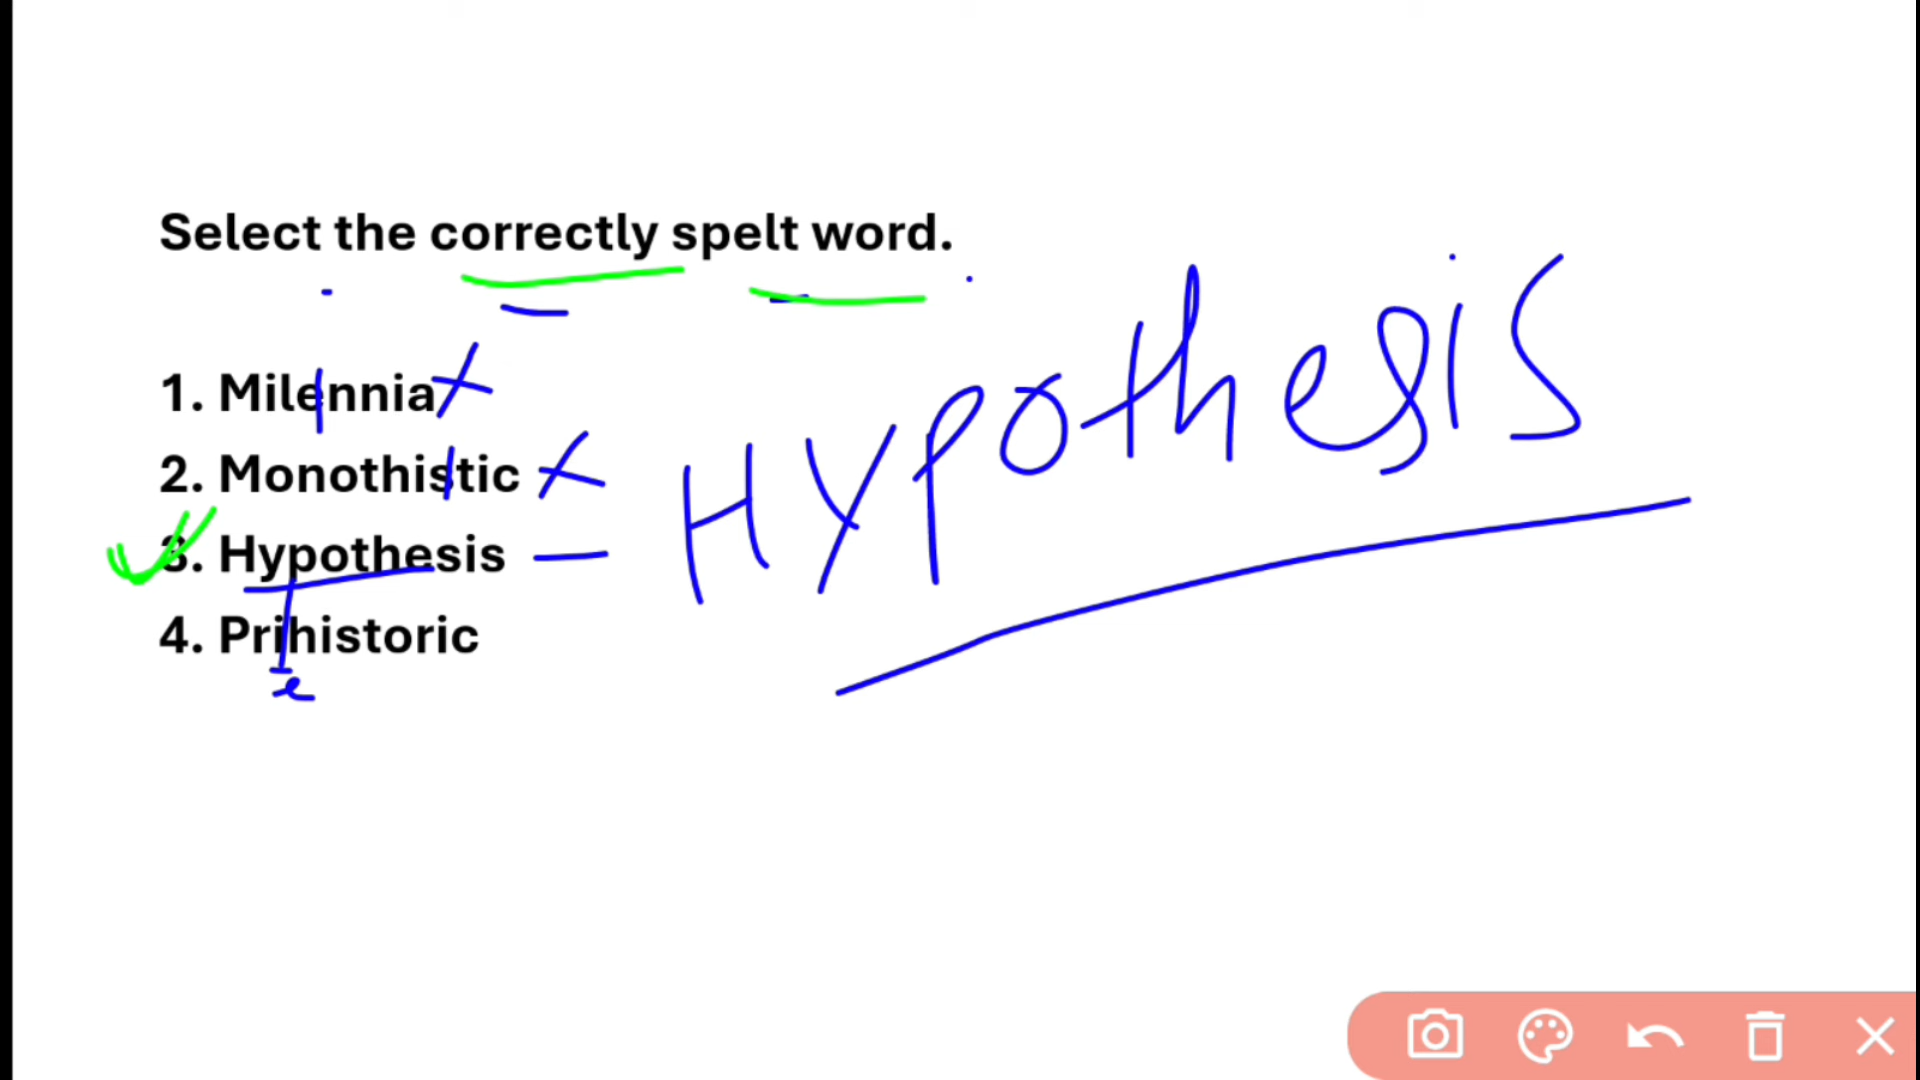 Select the correctly spelt word.
1. Milennia
2. Monothistic
3. Hypothesis
Hypothesis
4. Prihistoric
e